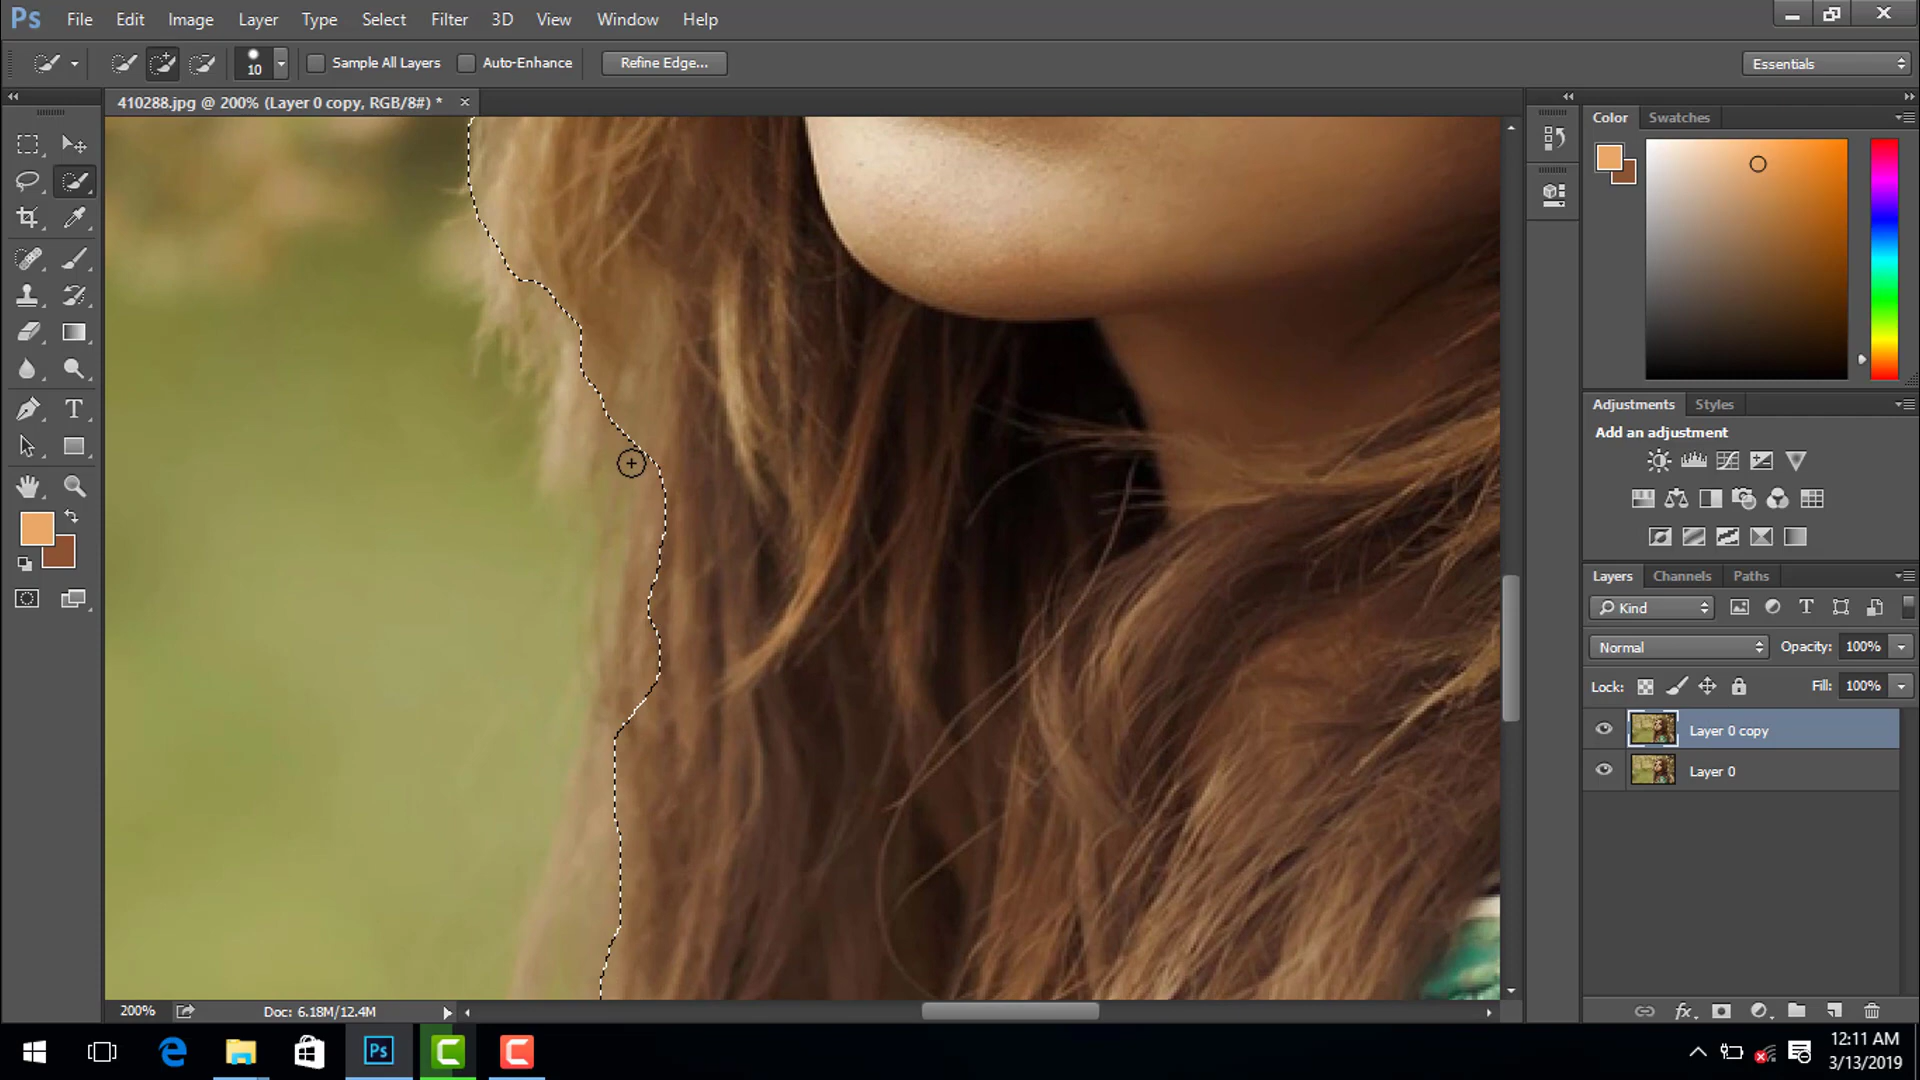 Ps File Edit Image Layer Type Select Filter 3D View Window Help
10 Sample All Layers Auto-Enhance Refine Edge... Essentials
410288.jpg @ 200% (Layer 0 copy, RGB/8#) * ×
Color Swatches
Adjustments Styles
Add an adjustment
Layers Channels Paths
Kind
Normal Opacity: 100%
Lock: Fill: 100%
Layer 0 copy
Layer 0
200% Doc: 6.18M/12.4M
12:11 AM
3/13/2019